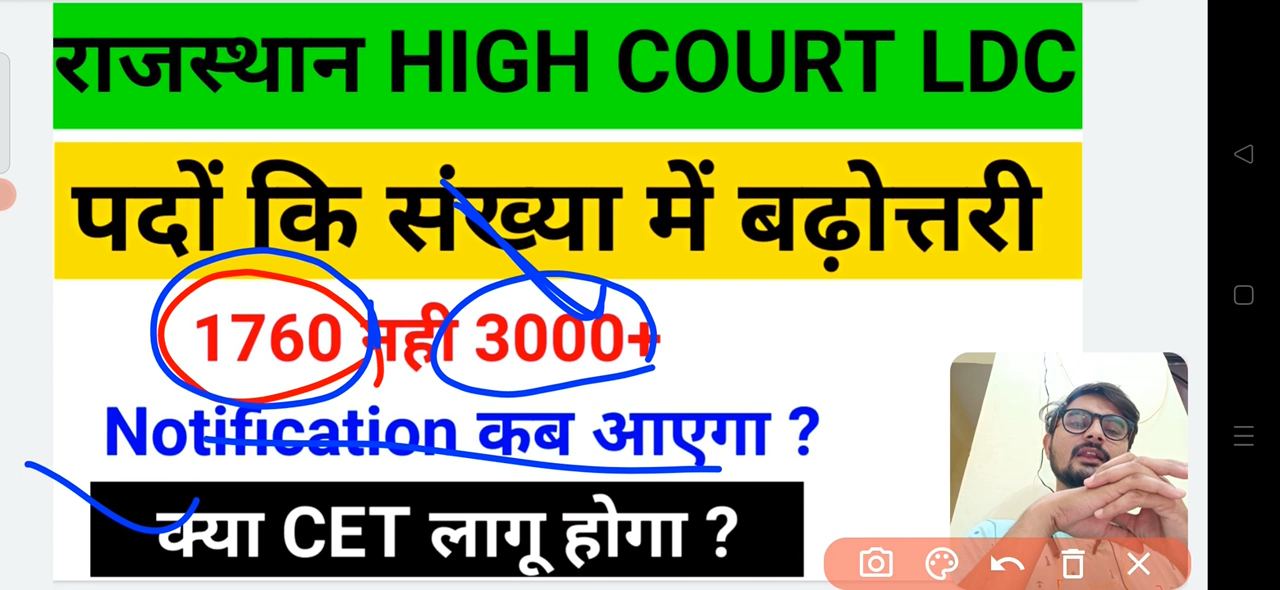 राजस्थान HIGH COURT LDC
पदों कि संख्या में बढ़ोत्तरी
1760 नही 3000+
Notification कब आएगा ?
क्या CET लागू होगा ?